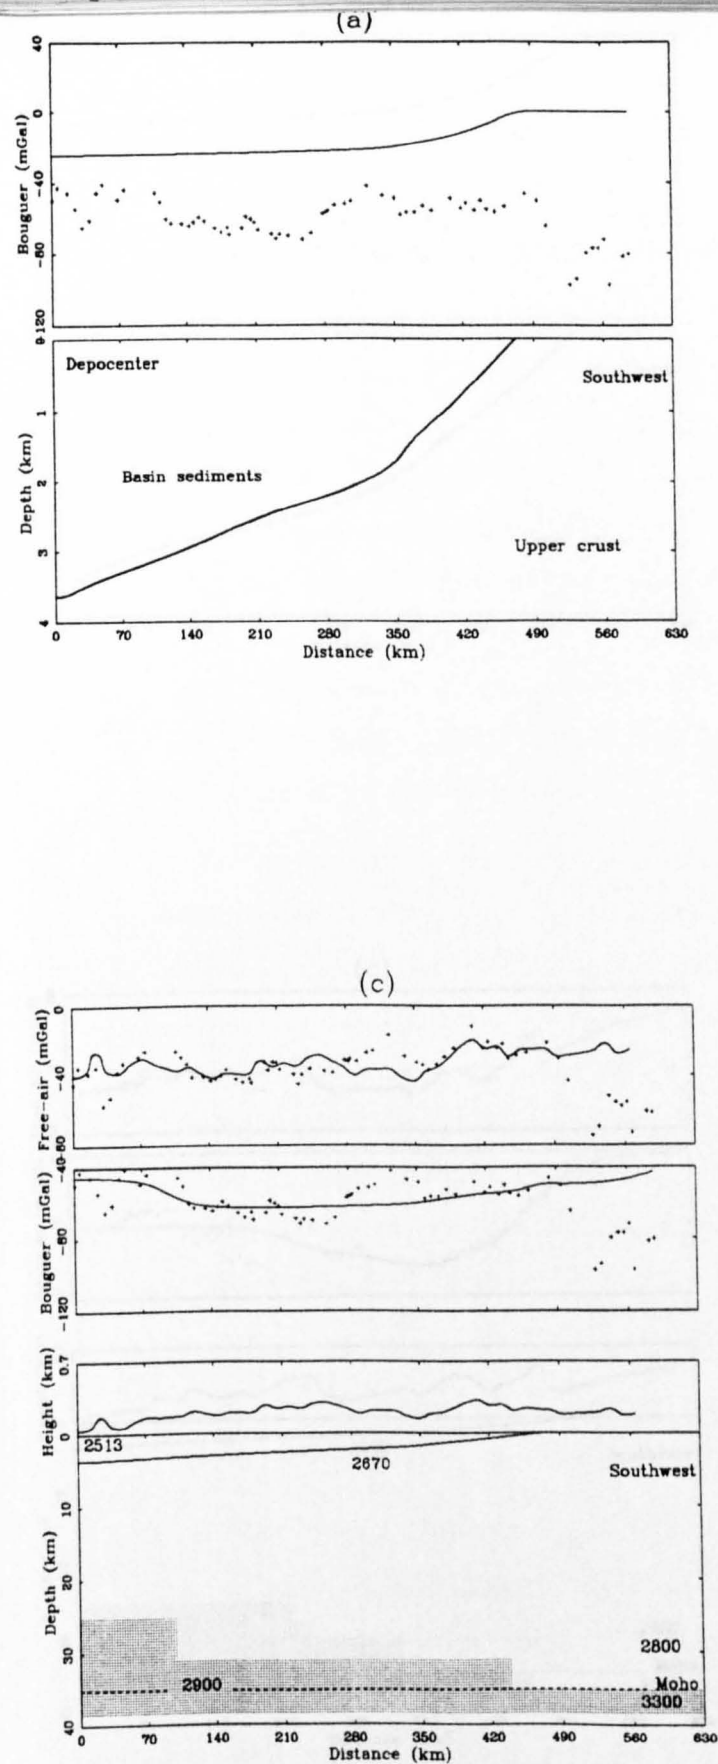 (a)
40
0
-40
-80
-120
Bouguer (mGal)
Depocenter
Southwest
Basin sediments
Upper crust
0
1
2
3
4
Depth (km)
0 70 140 210 280 350 420 490 560 630
Distance (km)
(c)
0
-40
-80
Free-air (mGal)
-40
-80
-120
Bouguer (mGal)
0.7
0
Height (km)
2513
2670
Southwest
10
20
30
40
Depth (km)
2800
2900
Moho
3300
0 70 140 210 280 350 420 490 560 630
Distance (km)